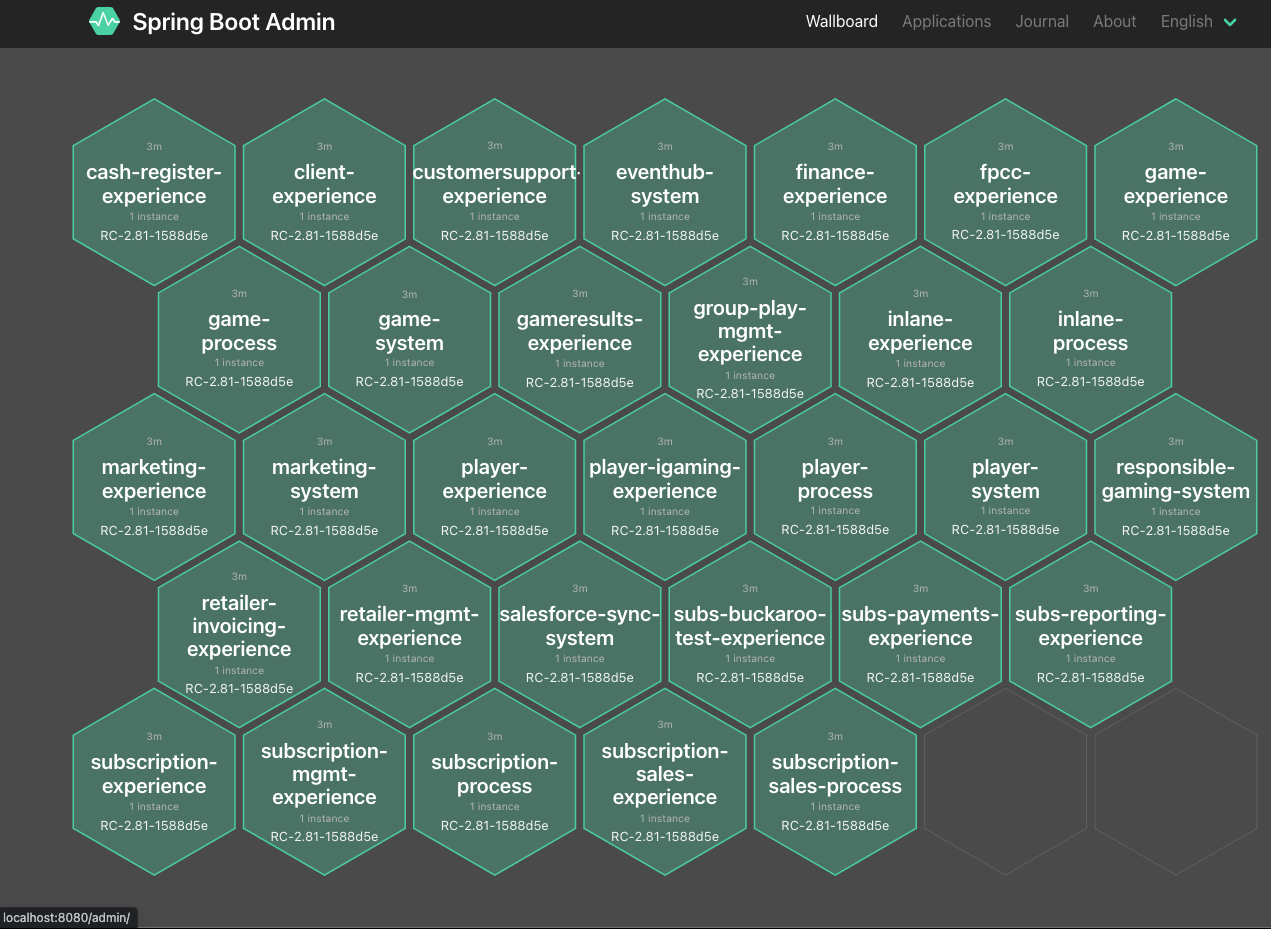 Spring Boot Admin
Wallboard
Applications
Journal
About
English
3m
cash-register-
experience
1 instance
RC-2.81-1588d5e
3m
client-
experience
1 instance
RC-2.81-1588d5e
3m
customersupport-
experience
1 instance
RC-2.81-1588d5e
3m
eventhub-
system
1 instance
RC-2.81-1588d5e
3m
finance-
experience
1 instance
RC-2.81-1588d5e
3m
fpcc-
experience
1 instance
RC-2.81-1588d5e
3m
game-
experience
1 instance
RC-2.81-1588d5e
3m
game-
process
1 instance
RC-2.81-1588d5e
3m
game-
system
1 instance
RC-2.81-1588d5e
3m
gameresults-
experience
1 instance
RC-2.81-1588d5e
3m
group-play-
mgmt-
experience
1 instance
RC-2.81-1588d5e
3m
inlane-
experience
1 instance
RC-2.81-1588d5e
3m
inlane-
process
1 instance
RC-2.81-1588d5e
3m
marketing-
experience
1 instance
RC-2.81-1588d5e
3m
marketing-
system
1 instance
RC-2.81-1588d5e
3m
player-
experience
1 instance
RC-2.81-1588d5e
3m
player-igaming-
experience
1 instance
RC-2.81-1588d5e
3m
player-
process
1 instance
RC-2.81-1588d5e
3m
player-
system
1 instance
RC-2.81-1588d5e
3m
responsible-
gaming-system
1 instance
RC-2.81-1588d5e
3m
retailer-
invoicing-
experience
1 instance
RC-2.81-1588d5e
3m
retailer-mgmt-
experience
1 instance
RC-2.81-1588d5e
3m
salesforce-sync-
system
1 instance
RC-2.81-1588d5e
3m
subs-buckaroo-
test-experience
1 instance
RC-2.81-1588d5e
3m
subs-payments-
experience
1 instance
RC-2.81-1588d5e
3m
subs-reporting-
experience
1 instance
RC-2.81-1588d5e
3m
subscription-
experience
1 instance
RC-2.81-1588d5e
3m
subscription-
mgmt-
experience
1 instance
RC-2.81-1588d5e
3m
subscription-
process
1 instance
RC-2.81-1588d5e
3m
subscription-
sales-
experience
1 instance
RC-2.81-1588d5e
3m
subscription-
sales-process
1 instance
RC-2.81-1588d5e
localhost:8080/admin/